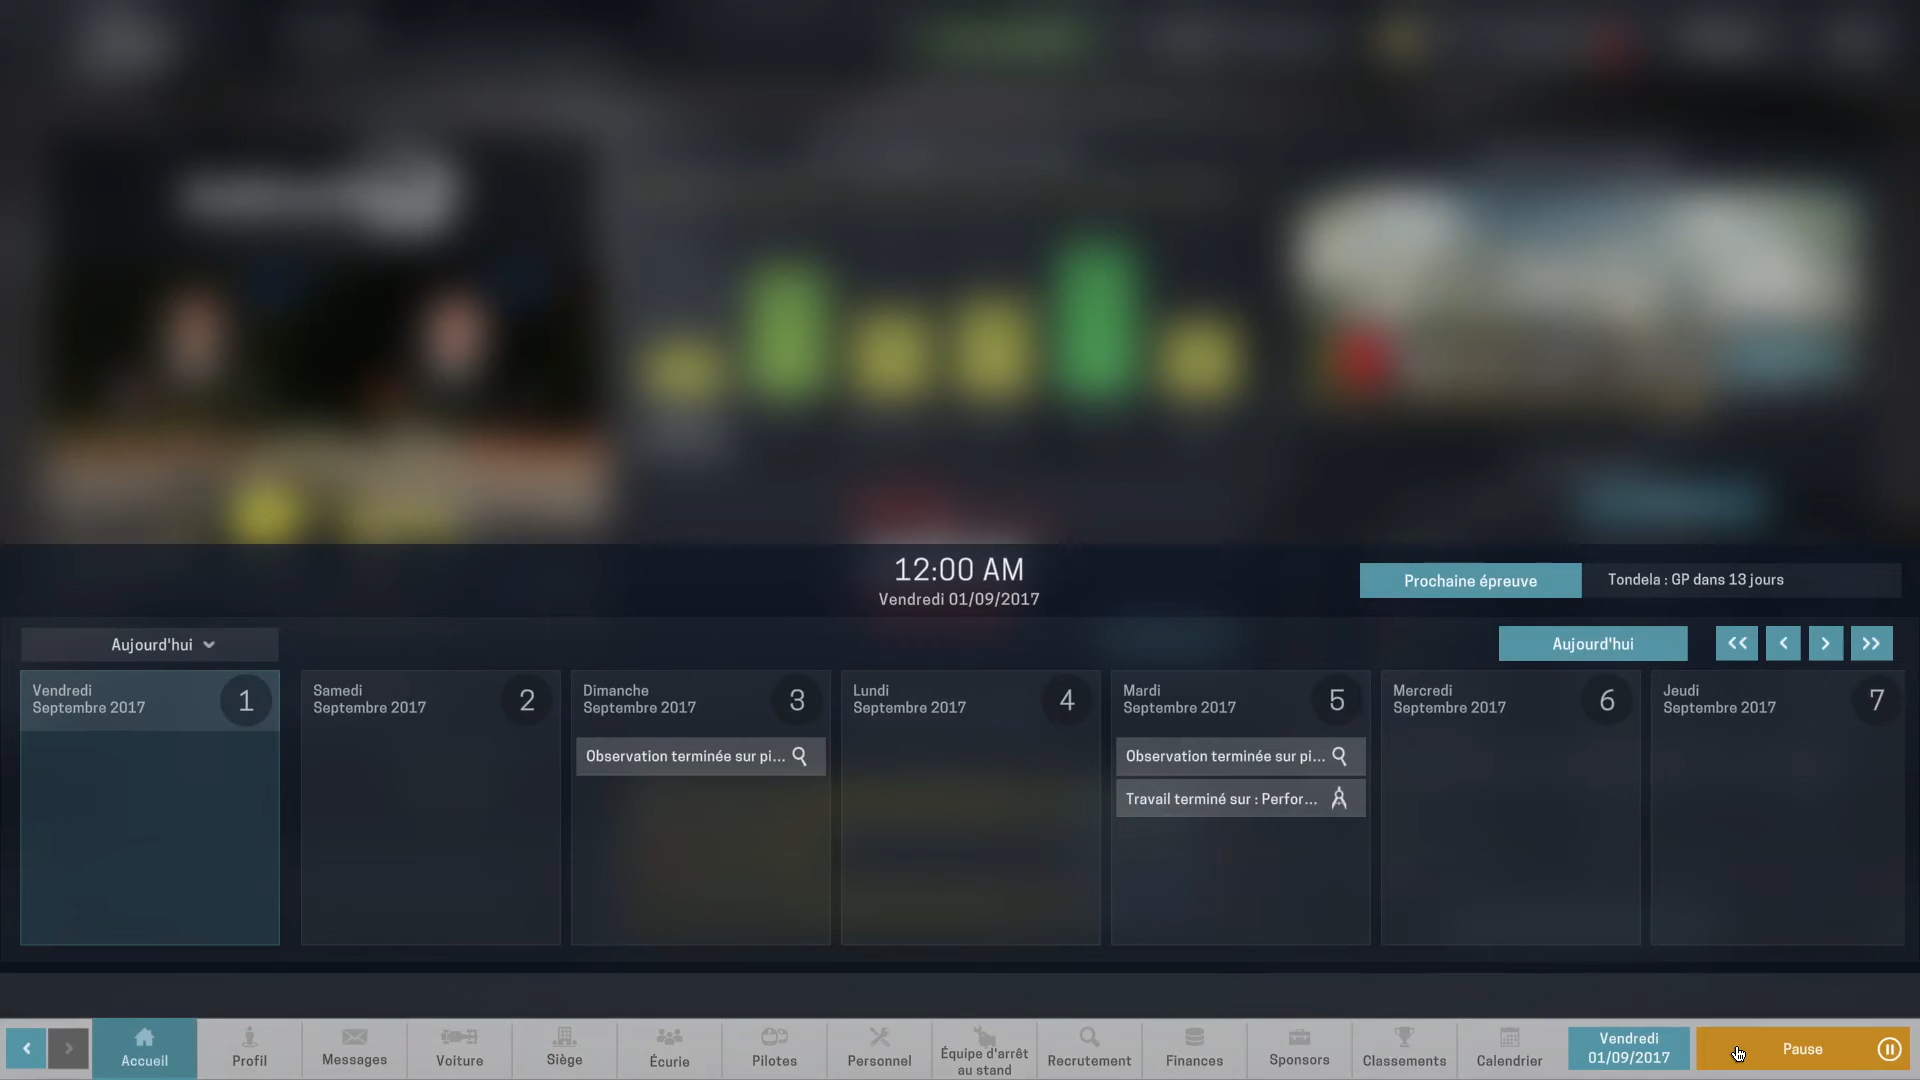 12:00 AM
Vendredi 01/09/2017
Prochaine épreuve
Tondela : GP dans 13 jours
Aujourd'hui
Aujourd'hui
<<
<
>
>>
Vendredi
Septembre 2017
1
Samedi
Septembre 2017
2
Dimanche
Septembre 2017
3
Observation terminée sur pi...
Lundi
Septembre 2017
4
Mardi
Septembre 2017
5
Observation terminée sur pi...
Travail terminé sur : Perfor...
Mercredi
Septembre 2017
6
Jeudi
Septembre 2017
7
Accueil
Profil
Messages
Voiture
Siège
Écurie
Pilotes
Personnel
Équipe d'arrêt
au stand
Recrutement
Finances
Sponsors
Classements
Calendrier
Vendredi
01/09/2017
Pause